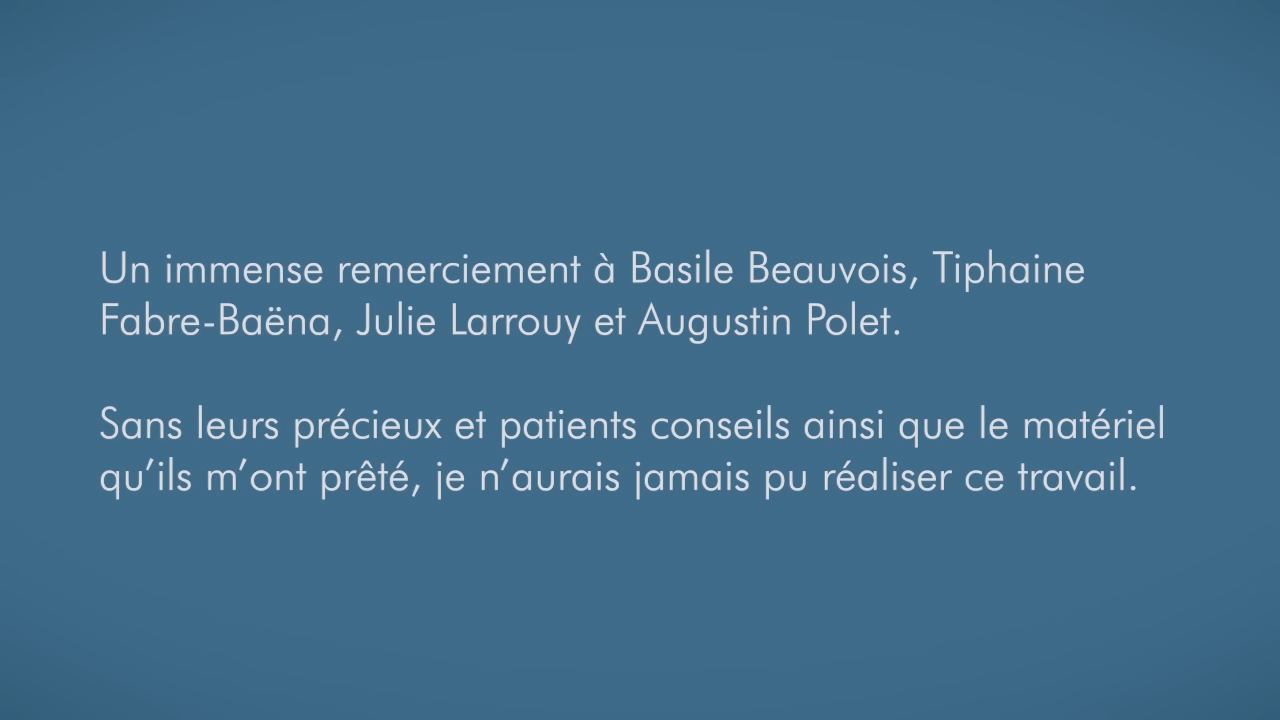 Un immense remerciement à Basile Beauvois, Tiphaine
Fabre-Baëna, Julie Larrouy et Augustin Polet.
Sans leurs précieux et patients conseils ainsi que le matériel
qu’ils m’ont prêté, je n’aurais jamais pu réaliser ce travail.